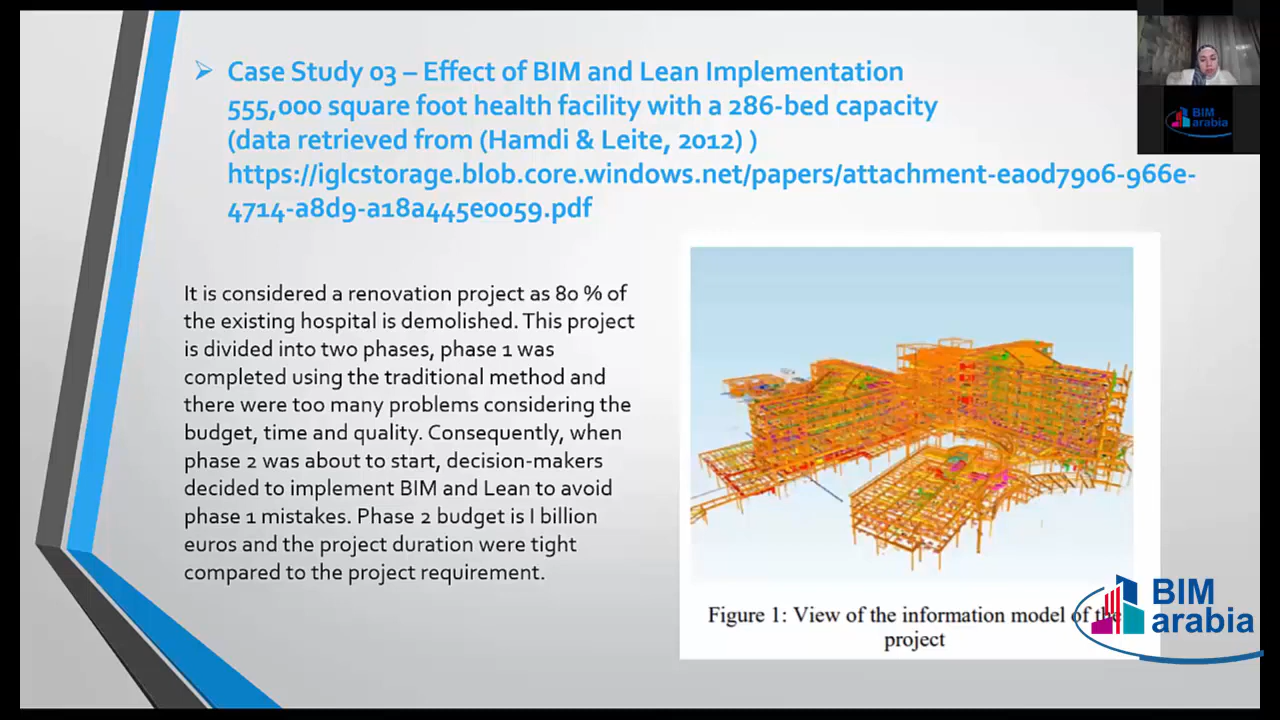 Case Study 03 – Effect of BIM and Lean Implementation
555,000 square foot health facility with a 286-bed capacity
(data retrieved from (Hamdi & Leite, 2012) )
https://iglcstorage.blob.core.windows.net/papers/attachment-ea0d7906-966e-
4714-a8d9-a18a445e0059.pdf
BIM
arabia
It is considered a renovation project as 80 % of
the existing hospital is demolished. This project
is divided into two phases, phase 1 was
completed using the traditional method and
there were too many problems considering the
budget, time and quality. Consequently, when
phase 2 was about to start, decision-makers
decided to implement BIM and Lean to avoid
phase 1 mistakes. Phase 2 budget is I billion
euros and the project duration were tight
compared to the project requirement.
Figure 1: View of the information model of the
project
BIM
arabia